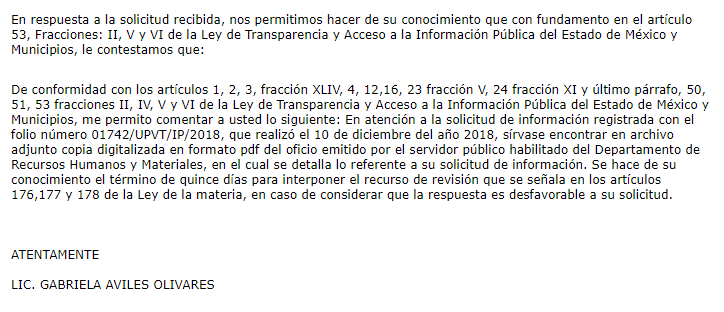 En respuesta a la solicitud recibida, nos permitimos hacer de su conocimiento que con fundamento en el artículo
53, Fracciones: II, V y VI de la Ley de Transparencia y Acceso a la Información Pública del Estado de México y
Municipios, le contestamos que:
De conformidad con los artículos 1, 2, 3, fracción XLIV, 4, 12,16, 23 fracción V, 24 fracción XI y último párrafo, 50,
51, 53 fracciones II, IV, V y VI de la Ley de Transparencia y Acceso a la Información Pública del Estado de México y
Municipios, me permito comentar a usted lo siguiente: En atención a la solicitud de información registrada con el
folio número 01742/UPVT/IP/2018, que realizó el 10 de diciembre del año 2018, sírvase encontrar en archivo
adjunto copia digitalizada en formato pdf del oficio emitido por el servidor público habilitado del Departamento de
Recursos Humanos y Materiales, en el cual se detalla lo referente a su solicitud de información. Se hace de su
conocimiento el término de quince días para interponer el recurso de revisión que se señala en los artículos
176,177 y 178 de la Ley de la materia, en caso de considerar que la respuesta es desfavorable a su solicitud.
ATENTAMENTE
LIC. GABRIELA AVILES OLIVARES